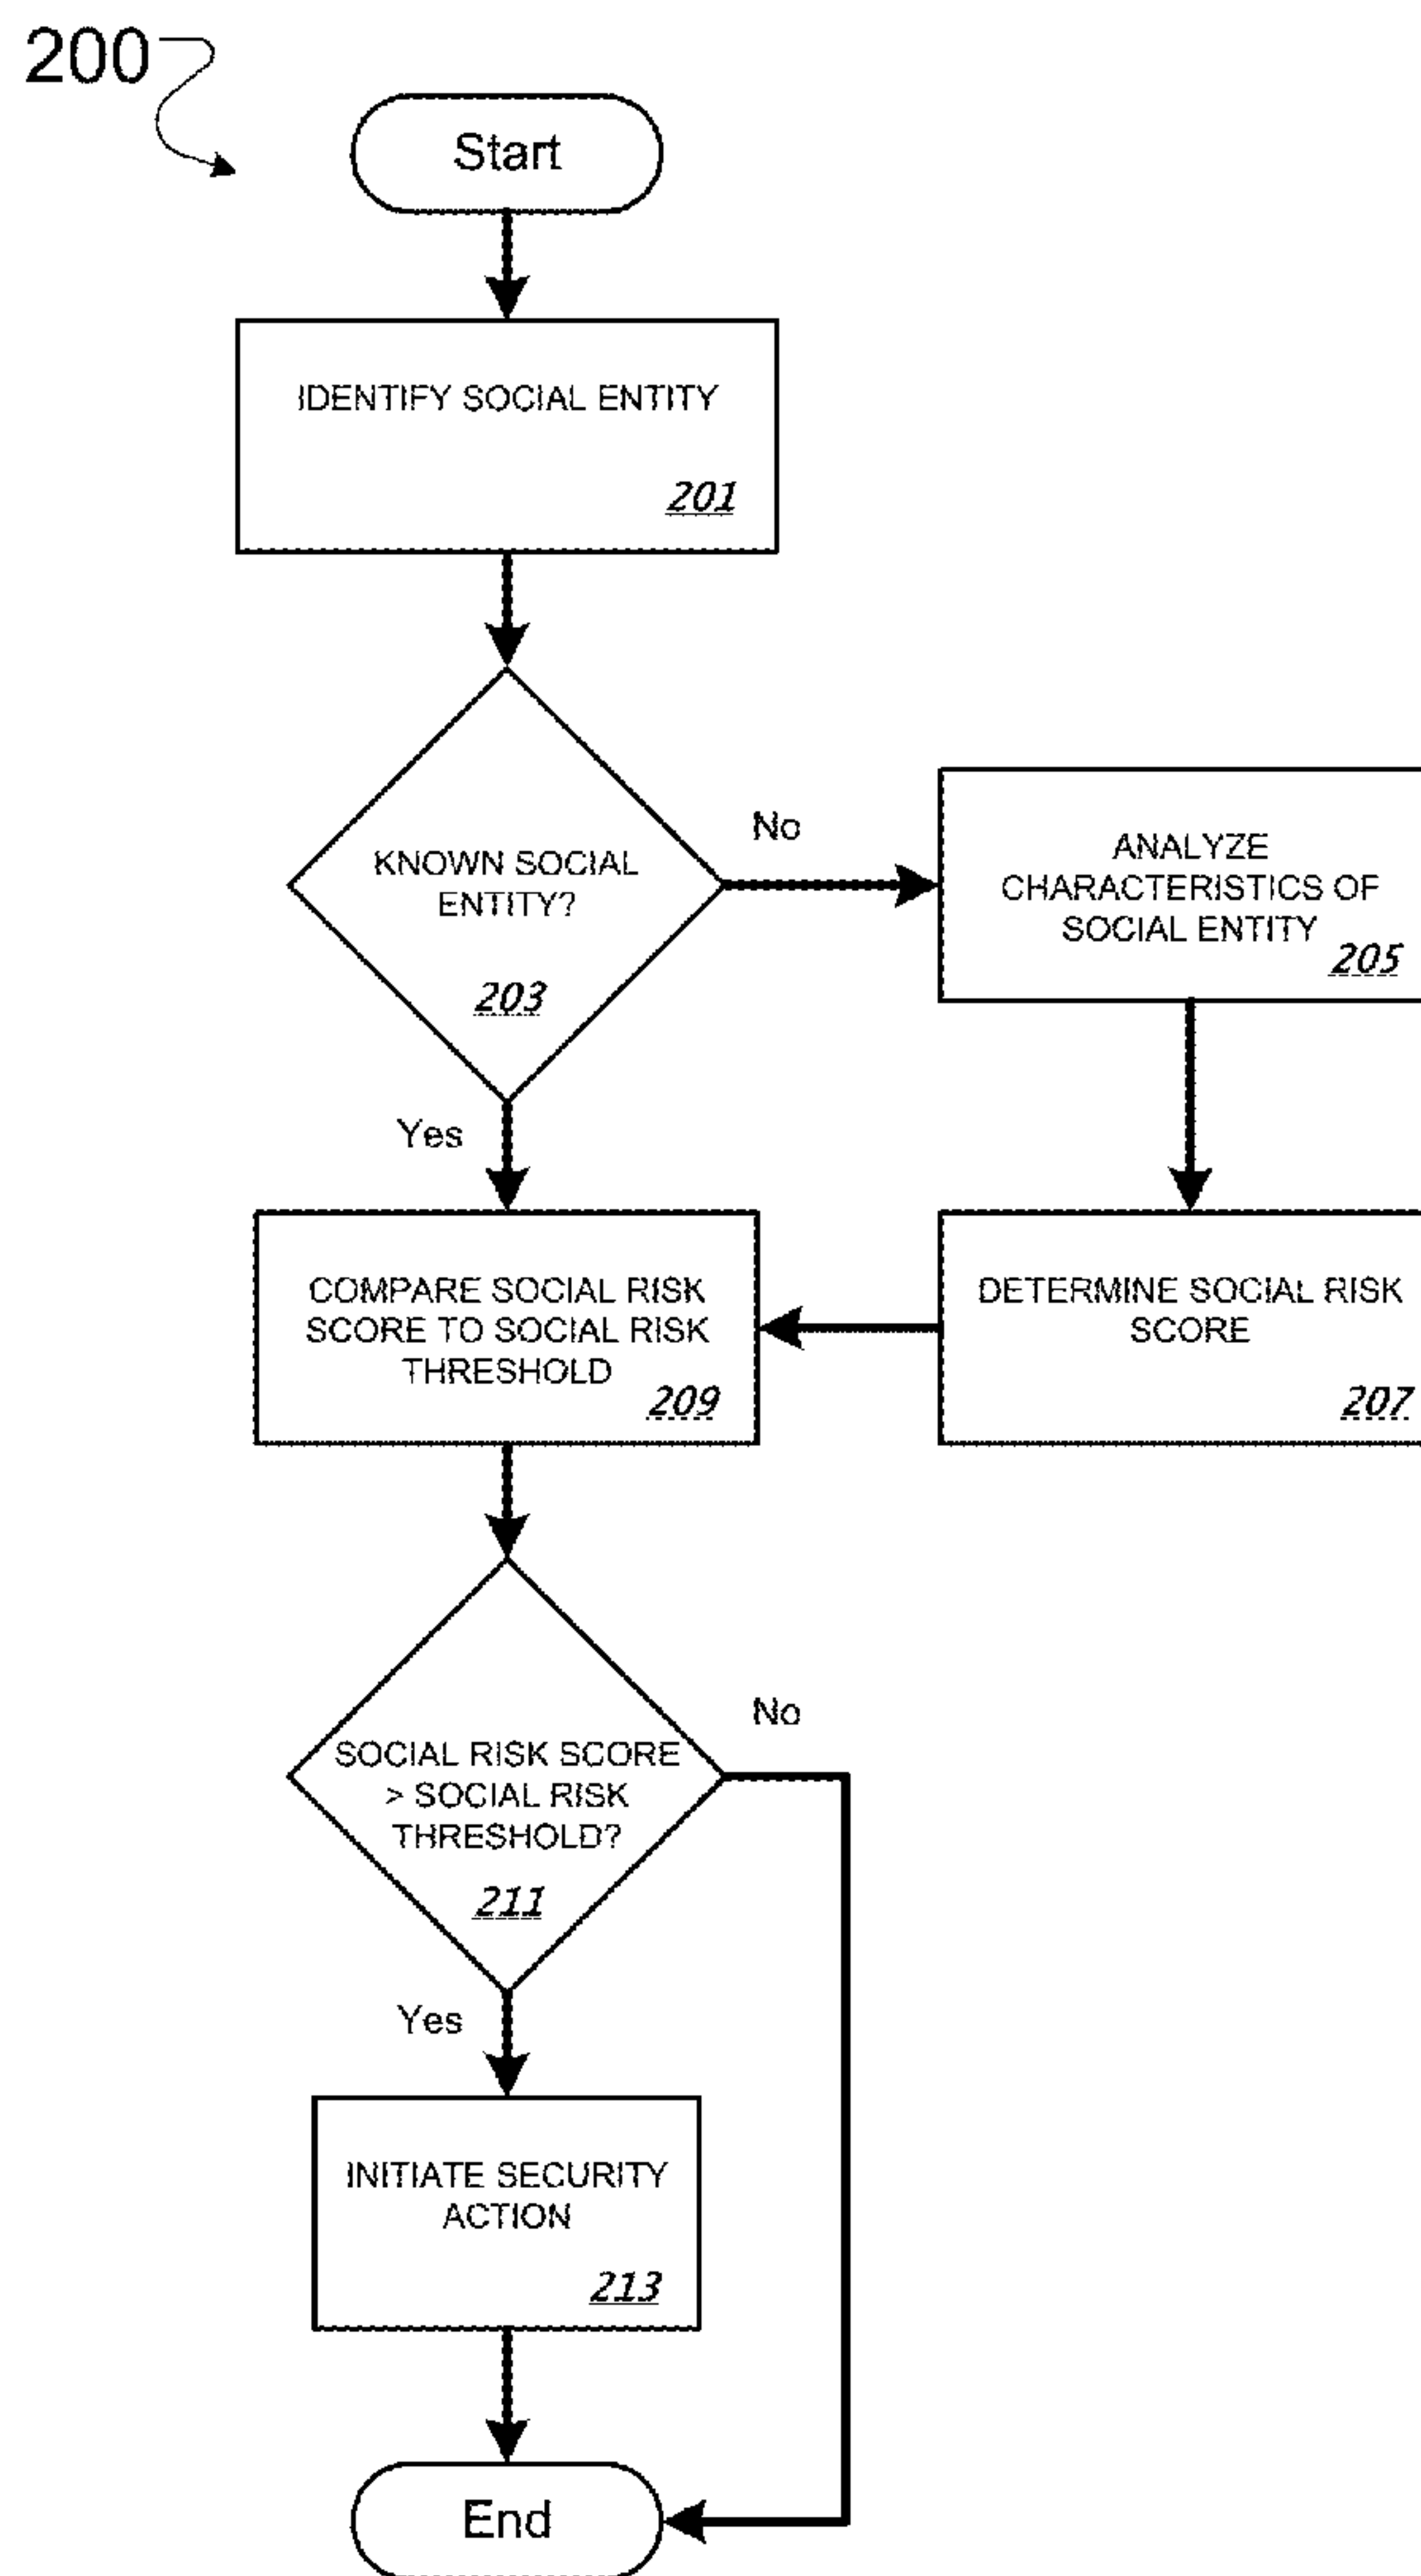 200
Start
IDENTIFY SOCIAL ENTITY
201
KNOWN SOCIAL
ENTITY?
203
No
ANALYZE
CHARACTERISTICS OF
SOCIAL ENTITY
205
Yes
COMPARE SOCIAL RISK
SCORE TO SOCIAL RISK
THRESHOLD
209
DETERMINE SOCIAL RISK
SCORE
207
No
SOCIAL RISK SCORE
> SOCIAL RISK
THRESHOLD?
211
Yes
INITIATE SECURITY
ACTION
213
End